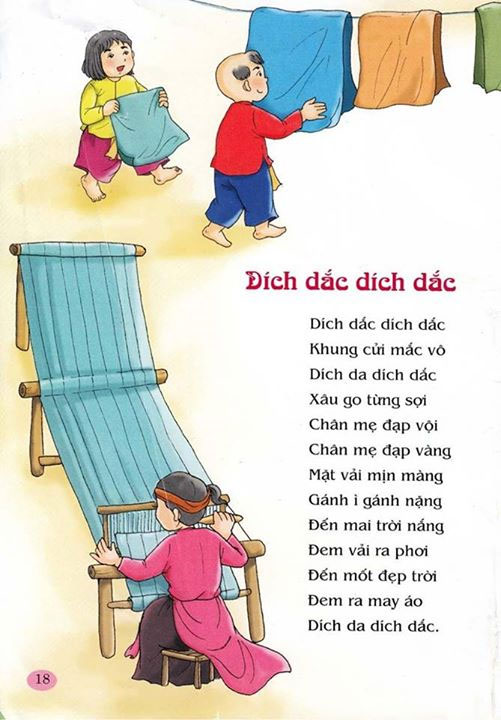 Dích dắc dích dắc
Dích dắc dích dắc
Khung cửi mắc vô
Dích da dích dắc
Xâu go từng sợi
Chân mẹ đạp vội
Chân mẹ đạp vàng
Mặt vải mịn màng
Gánh ì gánh nặng
Đến mai trời nắng
Đem vải ra phơi
Đến mốt đẹp trời
Đem ra may áo
Dích da dích dắc.
18